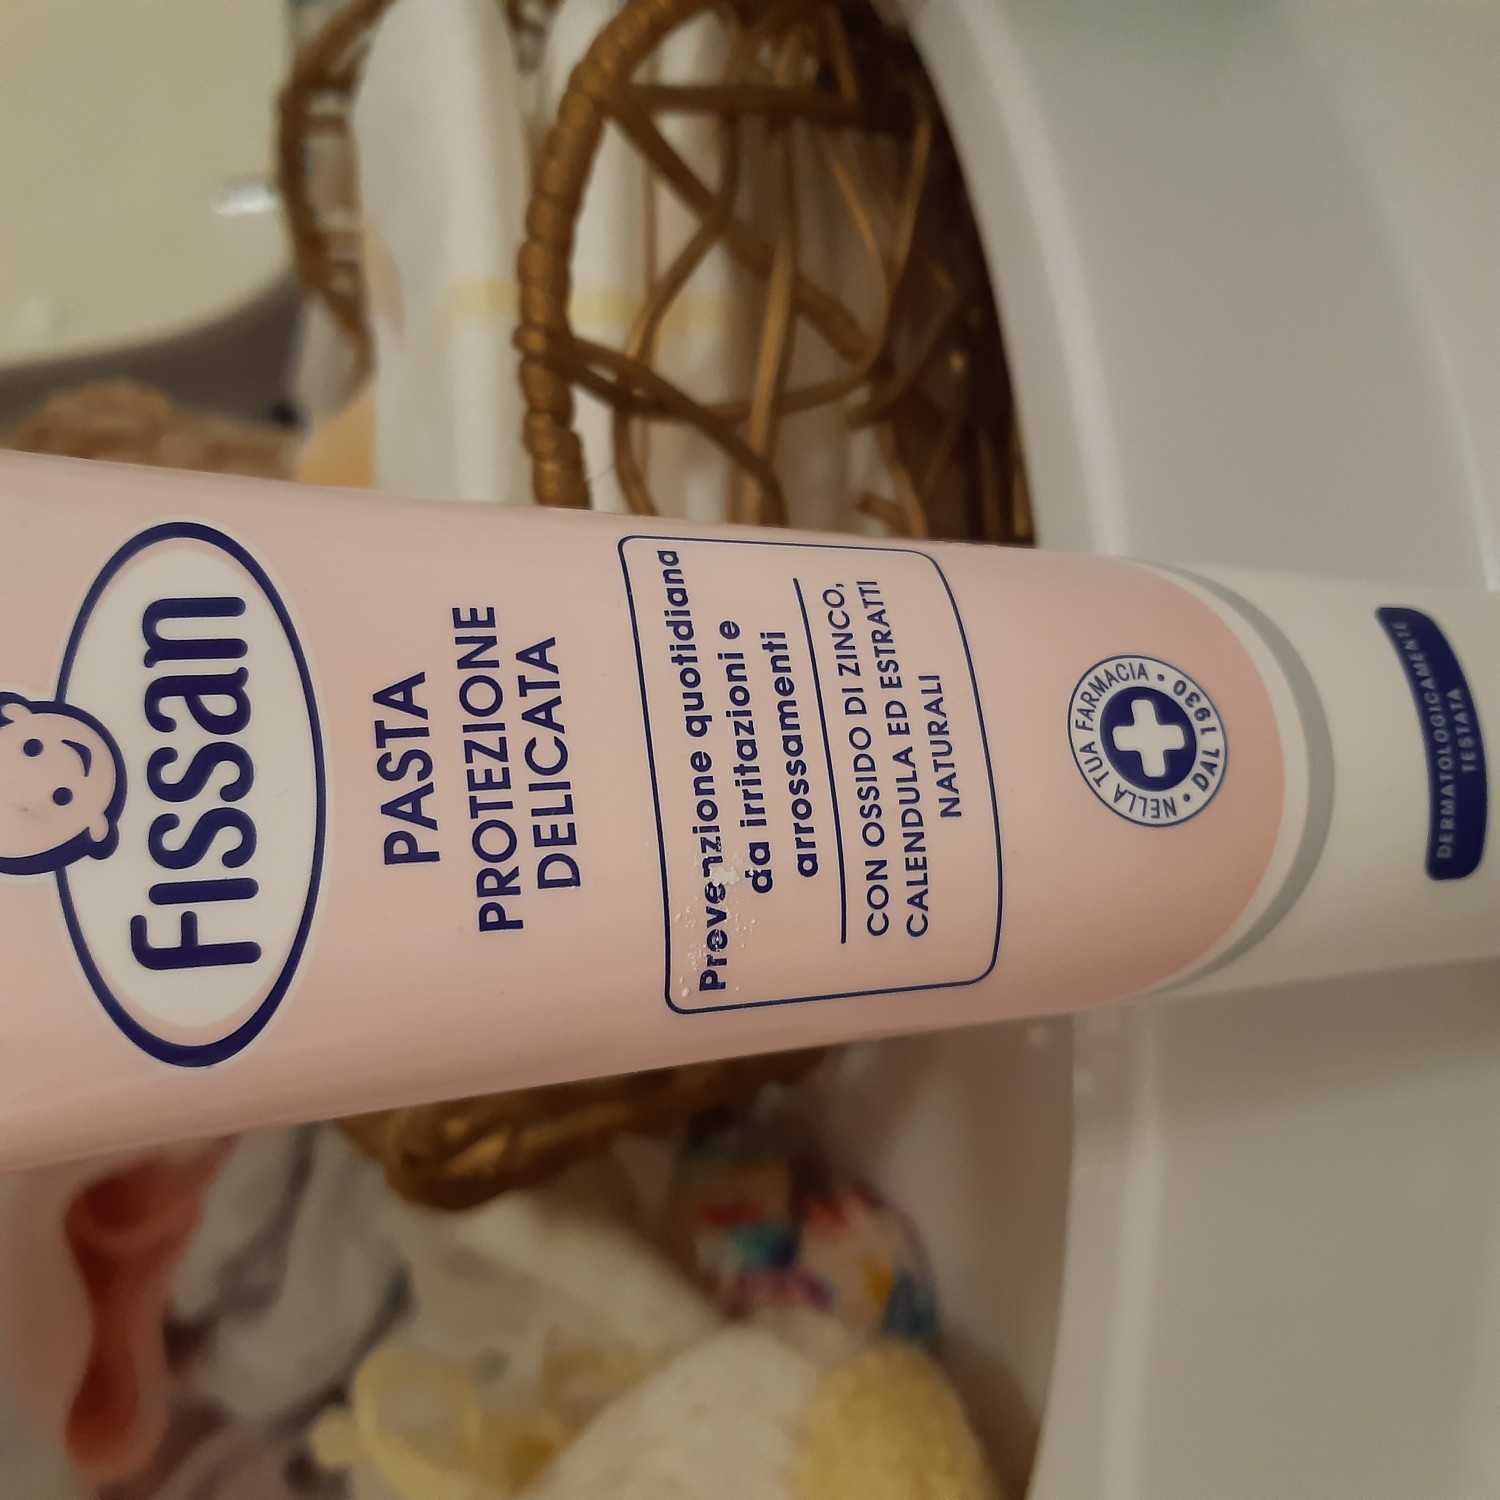 Fissan
PASTA
PROTEZIONE
DELICATA
Prevenzione quotidiana
da irritazioni e
arrossamenti
CON OSSIDO DI ZINCO,
CALENDULA ED ESTRATTI
NATURALI
NELLA TUA FARMACIA • DAL 1930 •
DERMATOLOGICAMENTE
TESTATA